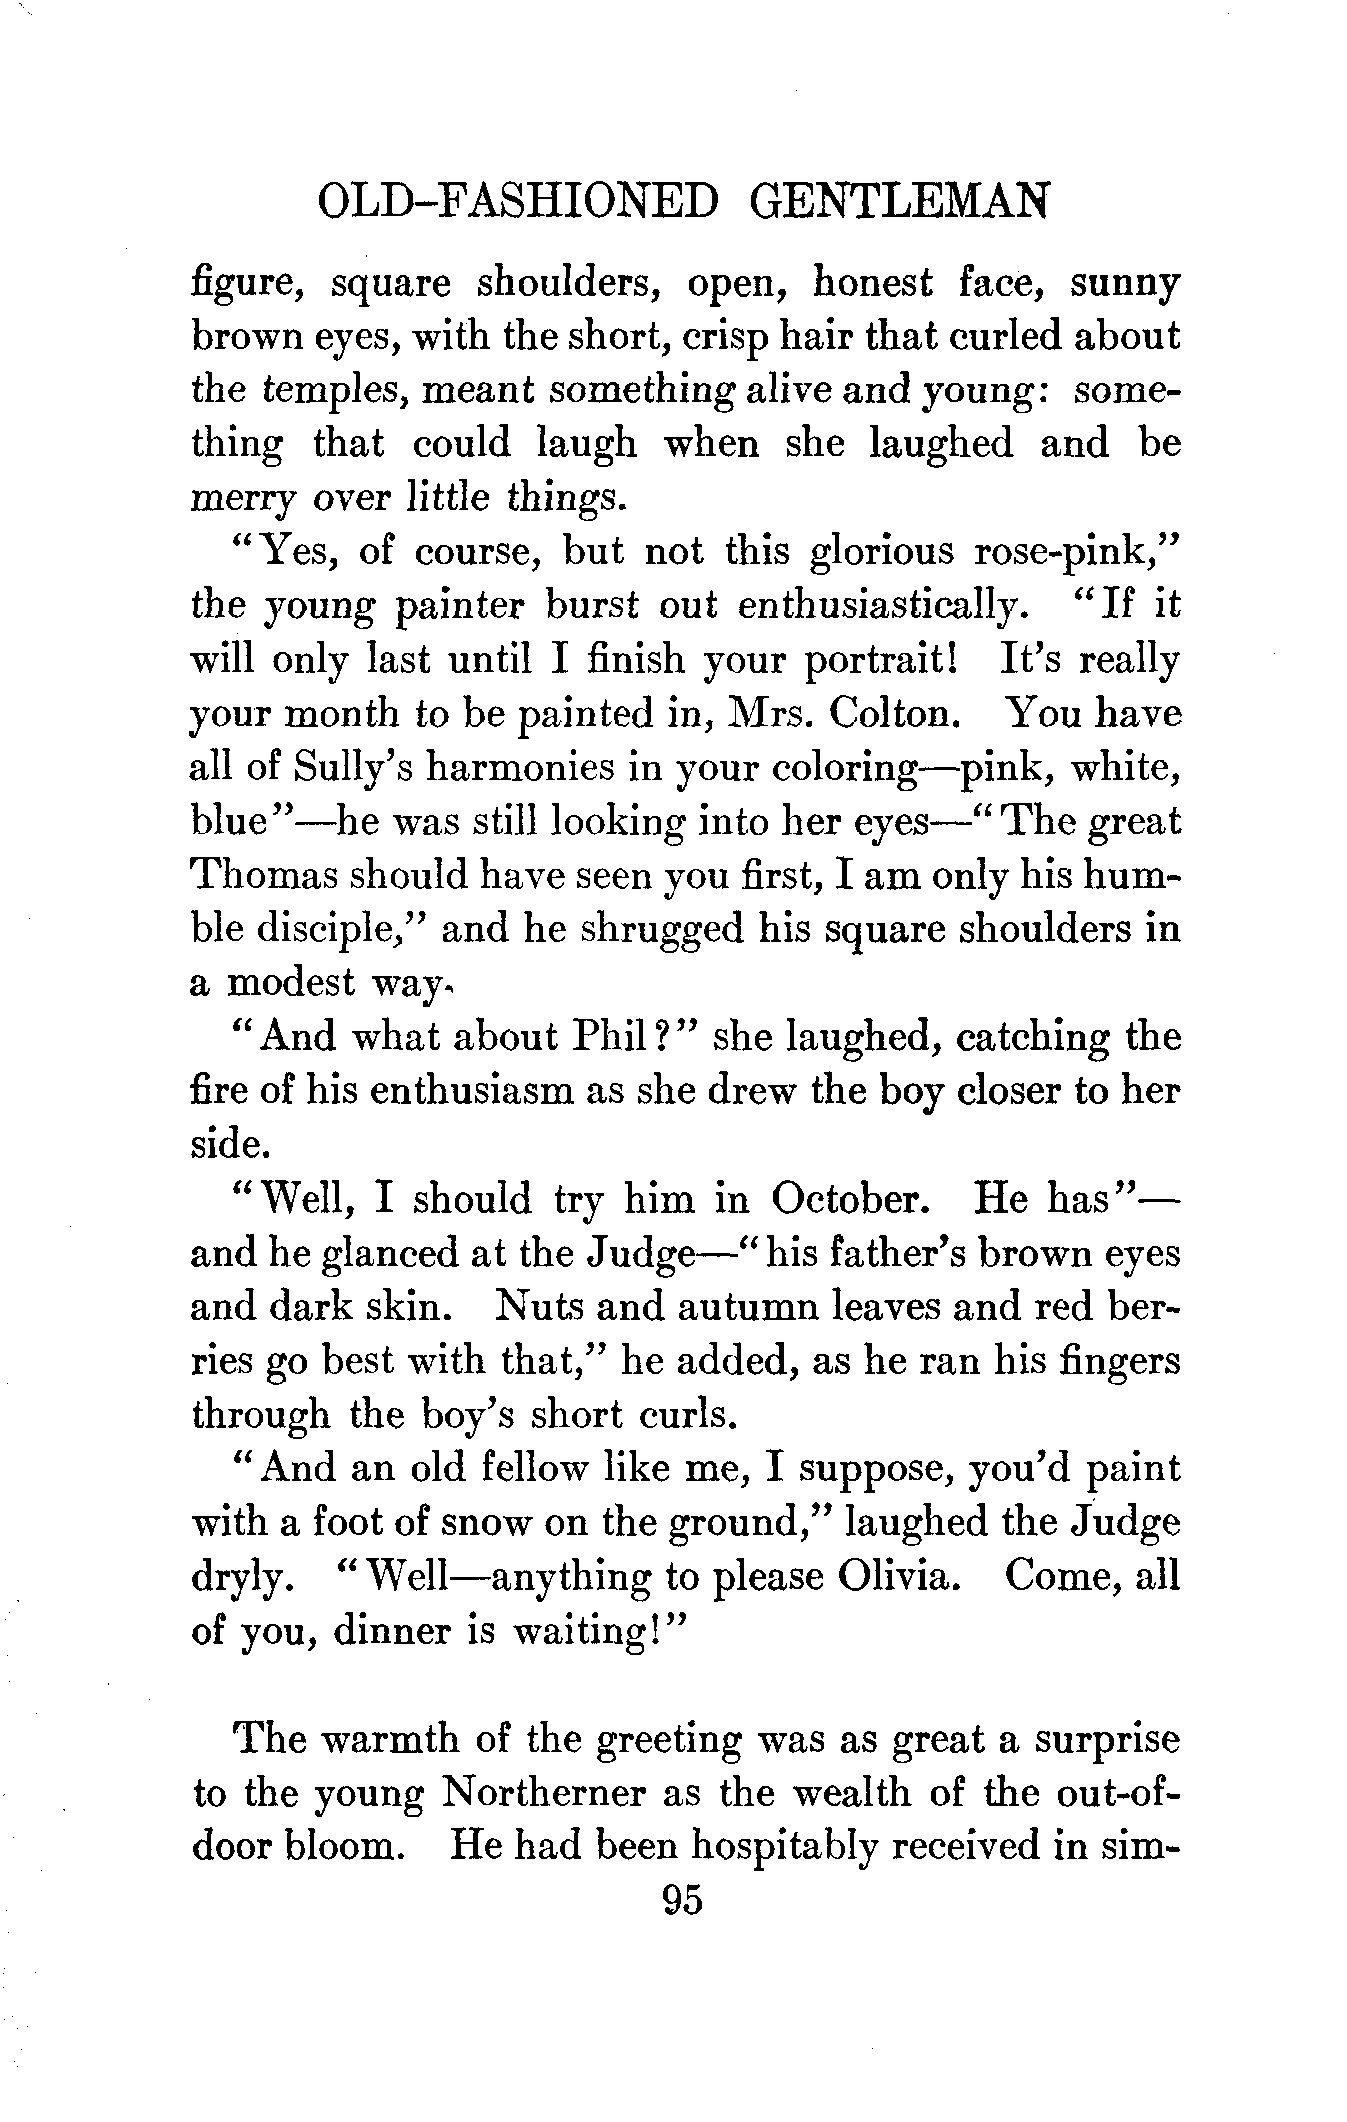 OLD-FASHIONED GENTLEMAN
figure, square shoulders, open, honest face, sunny
brown eyes, with the short, crisp hair that curled about
the temples, meant something alive and young: some-
thing that could laugh when she laughed and be
merry over little things.
"Yes, of course, but not this glorious rose-pink,"
the young painter burst out enthusiastically. "If it
will only last until I finish your portrait! It's really
your month to be painted in, Mrs. Colton. You have
all of Sully's harmonies in your coloring—pink, white,
blue"—he was still looking into her eyes—"The great
Thomas should have seen you first, I am only his hum-
ble disciple," and he shrugged his square shoulders in
a modest way.
"And what about Phil?" she laughed, catching the
fire of his enthusiasm as she drew the boy closer to her
side.
"Well, I should try him in October. He has"—
and he glanced at the Judge—"his father's brown eyes
and dark skin. Nuts and autumn leaves and red ber-
ries go best with that," he added, as he ran his fingers
through the boy's short curls.
"And an old fellow like me, I suppose, you'd paint
with a foot of snow on the ground," laughed the Judge
dryly. "Well—anything to please Olivia. Come, all
of you, dinner is waiting!"
The warmth of the greeting was as great a surprise
to the young Northerner as the wealth of the out-of-
door bloom. He had been hospitably received in sim-
95